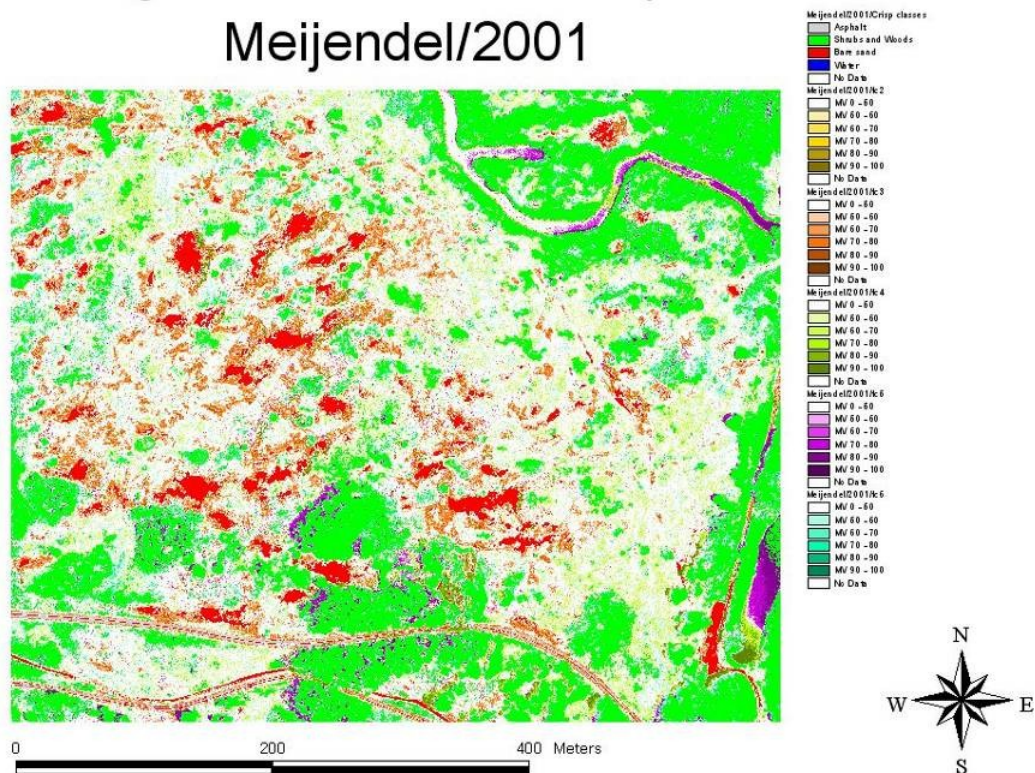 Meijendel/2001
Meijendel/2001/Crisp classes
Asphalt
Shrubs and Woods
Bare sand
Water
No Data
Meijendel/2001/fc2
MV 0 - 50
MV 50 - 60
MV 60 - 70
MV 70 - 80
MV 80 - 90
MV 90 - 100
No Data
Meijendel/2001/fc3
MV 0 - 50
MV 50 - 60
MV 60 - 70
MV 70 - 80
MV 80 - 90
MV 90 - 100
No Data
Meijendel/2001/fc4
MV 0 - 50
MV 50 - 60
MV 60 - 70
MV 70 - 80
MV 80 - 90
MV 90 - 100
No Data
Meijendel/2001/fc5
MV 0 - 50
MV 50 - 60
MV 60 - 70
MV 70 - 80
MV 80 - 90
MV 90 - 100
No Data
Meijendel/2001/fc6
MV 0 - 50
MV 50 - 60
MV 60 - 70
MV 70 - 80
MV 80 - 90
MV 90 - 100
No Data
N
W E
S
0 200 400 Meters